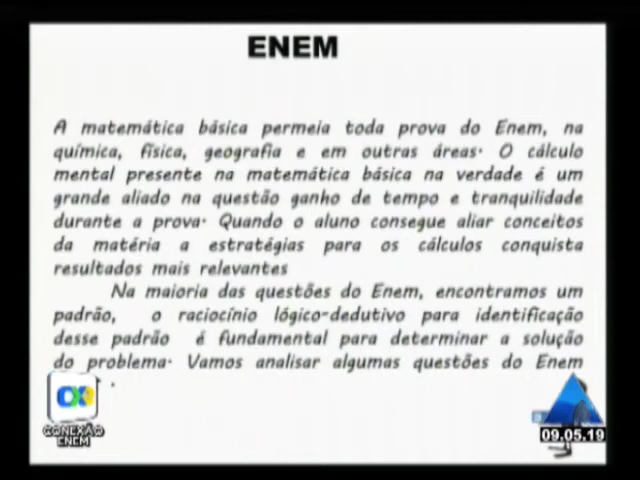 ENEM
A matemática básica permeia toda prova do Enem, na
química, física, geografia e em outras áreas. O cálculo
mental presente na matemática básica na verdade é um
grande aliado na questão ganho de tempo e tranquilidade
durante a prova. Quando o aluno consegue aliar conceitos
da matéria a estratégias para os cálculos conquista
resultados mais relevantes
Na maioria das questões do Enem, encontramos um
padrão, o raciocínio lógico-dedutivo para identificação
desse padrão é fundamental para determinar a solução
do problema. Vamos analisar algumas questões do Enem
CONEXÃO
ENEM
09.05.19